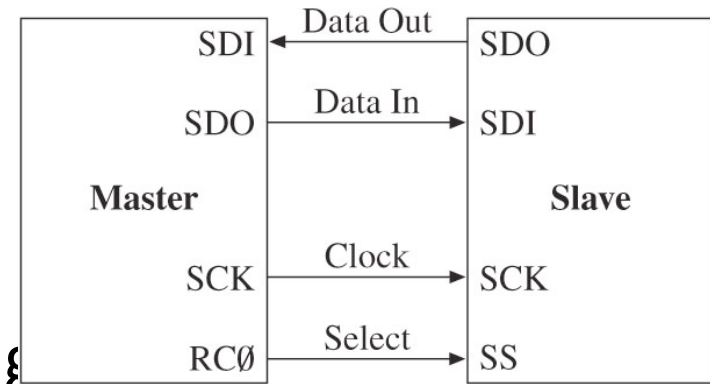 Data Out
SDI SDO
Data In
SDO SDI
Master Slave
Clock
SCK SCK
Select
RCØ SS